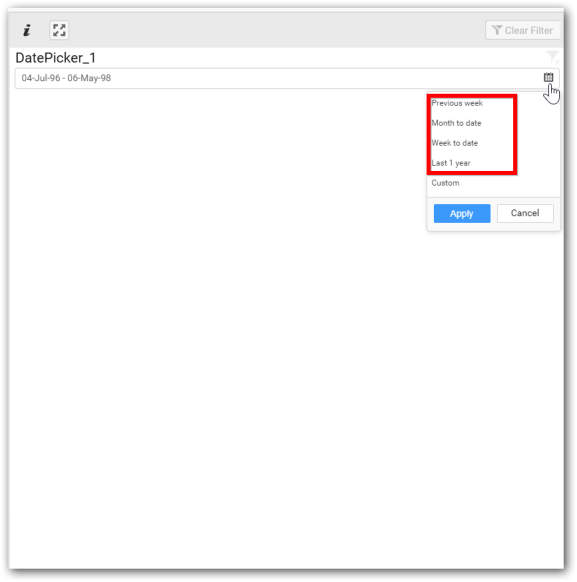 i
Clear Filter
DatePicker_1
04-Jul-96 - 06-May-98
Previous week
Month to date
Week to date
Last 1 year
Custom
Apply
Cancel